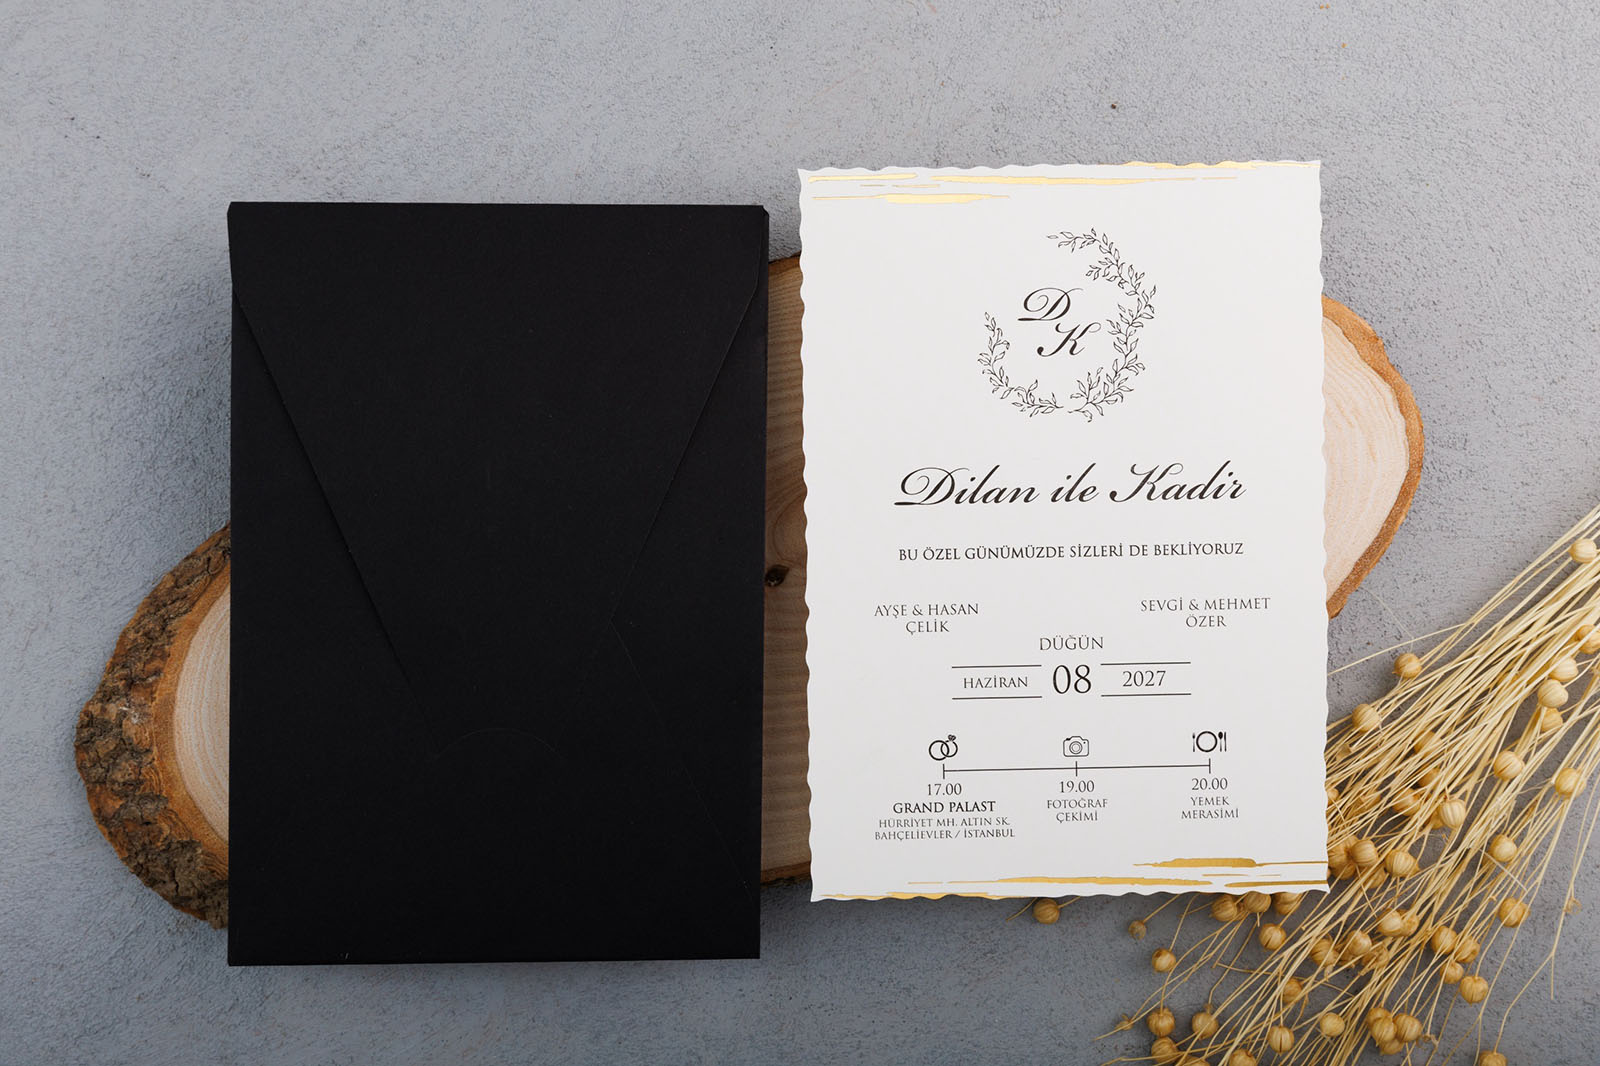 D
K
Dilan ile Kadir
BU ÖZEL GÜNÜMÜZDE SİZLERİ DE BEKLİYORUZ
AYŞE & HASAN
ÇELİK
SEVGİ & MEHMET
ÖZER
DÜĞÜN
HAZİRAN 08 2027
17.00
GRAND PALAST
HÜRRİYET MH. ALTIN SK.
BAHÇELİEVLER / İSTANBUL
19.00
FOTOĞRAF
ÇEKİMİ
20.00
YEMEK
MERASİMİ